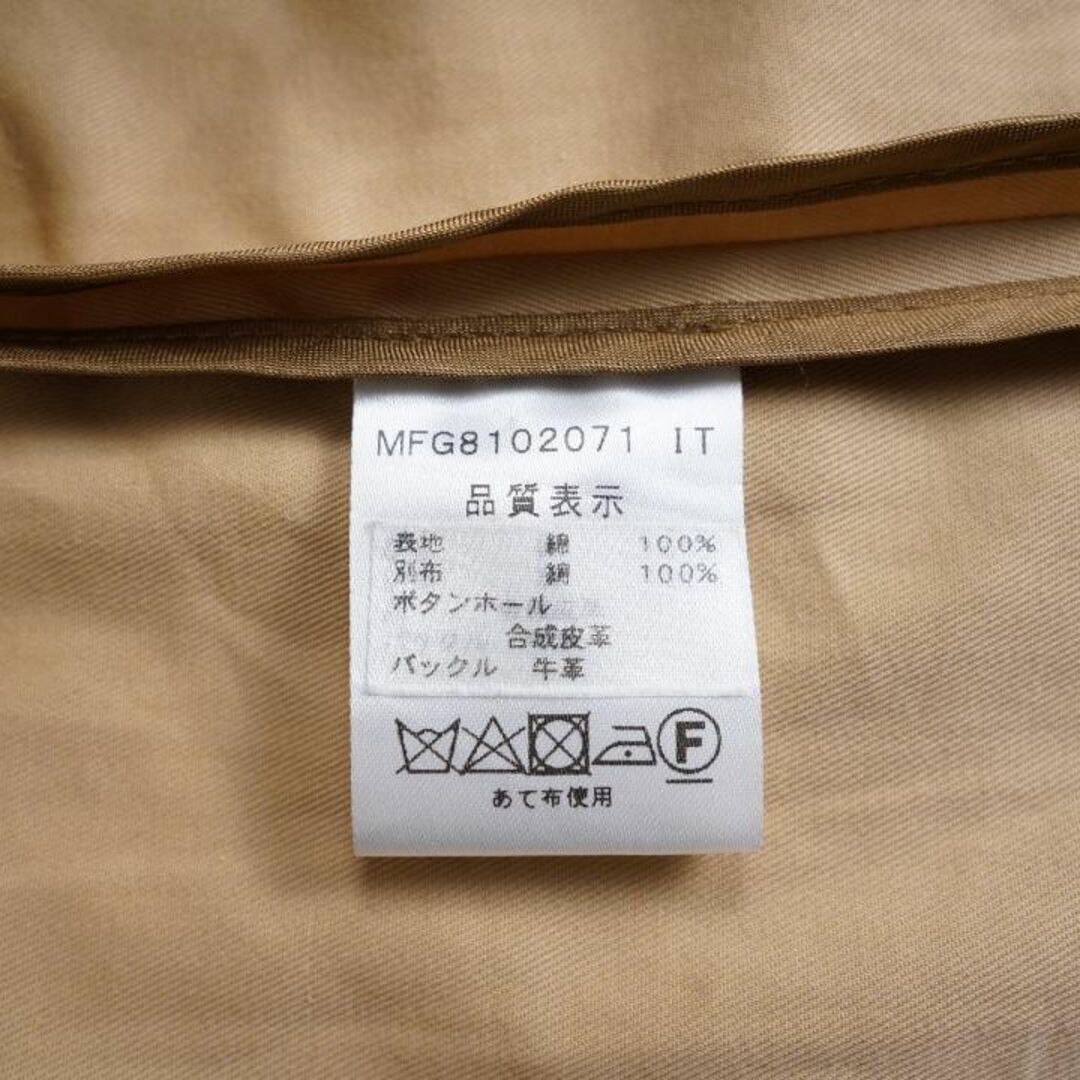 MFG8102071 IT
品質表示
表地 綿 100%
別布 綿 100%
ボタンホール
合成皮革
バックル 牛革
F
あて布使用